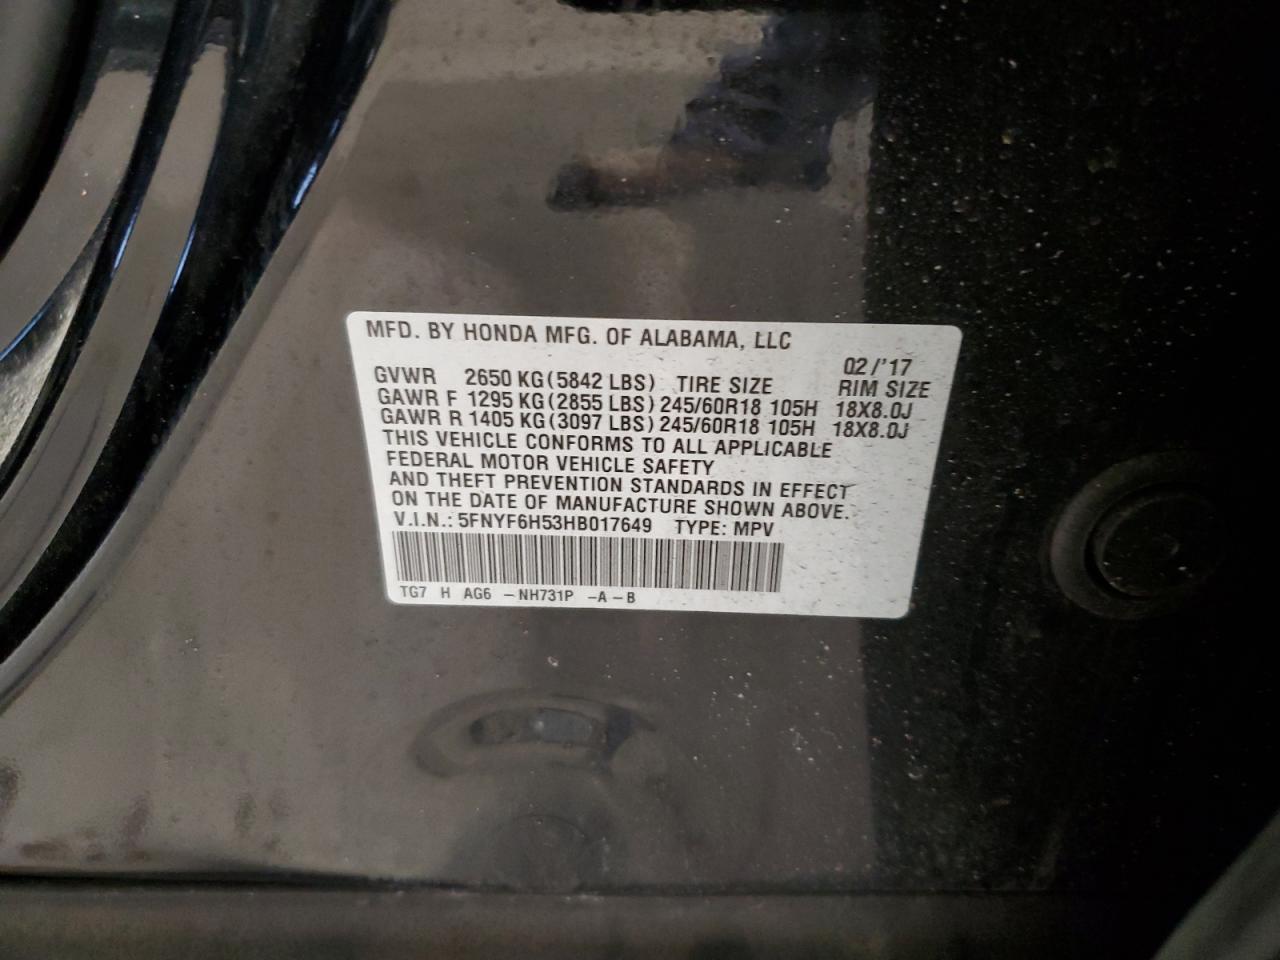 MFD. BY HONDA MFG. OF ALABAMA, LLC
02/'17
GVWR 2650 KG(5842 LBS) TIRE SIZE RIM SIZE
GAWR F 1295 KG(2855 LBS) 245/60R18 105H 18X8.0J
GAWR R 1405 KG(3097 LBS) 245/60R18 105H 18X8.0J
THIS VEHICLE CONFORMS TO ALL APPLICABLE
FEDERAL MOTOR VEHICLE SAFETY
AND THEFT PREVENTION STANDARDS IN EFFECT
ON THE DATE OF MANUFACTURE SHOWN ABOVE.
V.I.N.: 5FNYF6H53HB017649 TYPE: MPV
TG7 H AG6 -NH731P -A-B